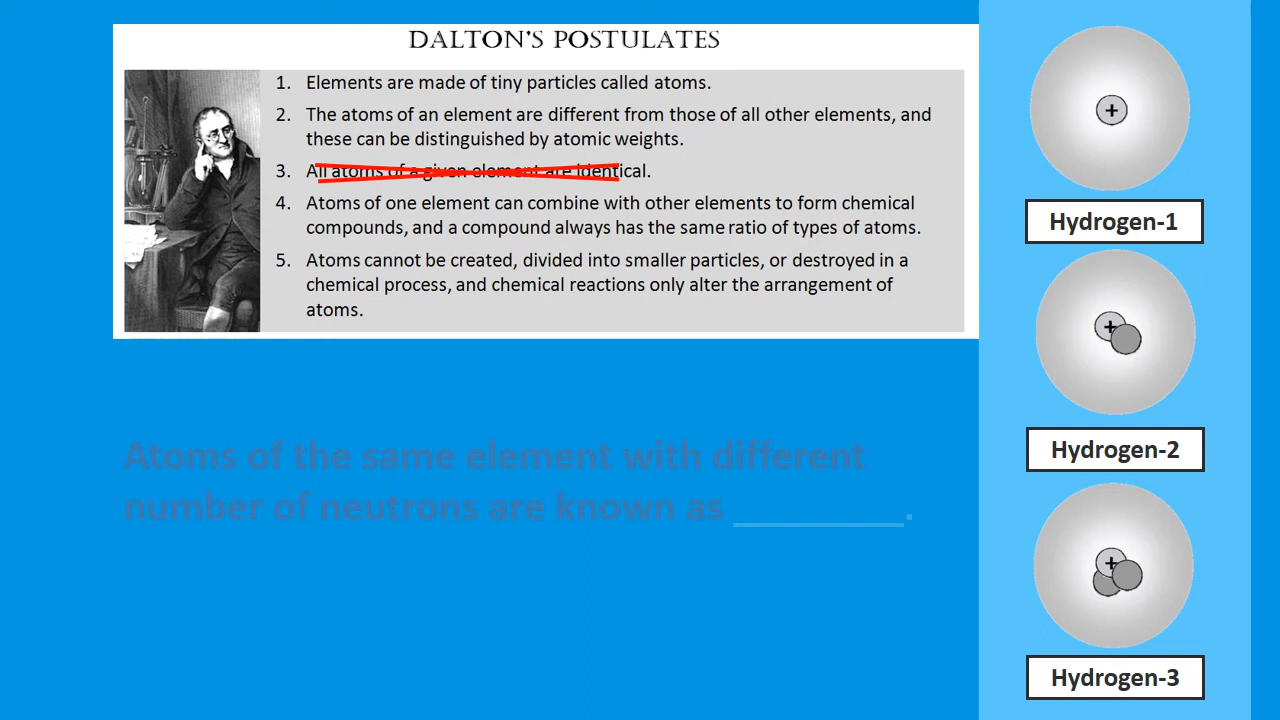 DALTON'S POSTULATES
1. Elements are made of tiny particles called atoms.
2. The atoms of an element are different from those of all other elements, and
these can be distinguished by atomic weights.
3. All atoms of a given element are identical.
4. Atoms of one element can combine with other elements to form chemical
compounds, and a compound always has the same ratio of types of atoms.
5. Atoms cannot be created, divided into smaller particles, or destroyed in a
chemical process, and chemical reactions only alter the arrangement of
atoms.
Atoms of the same element with different
number of neutrons are known as ________.
+
Hydrogen-1
+
Hydrogen-2
+
Hydrogen-3